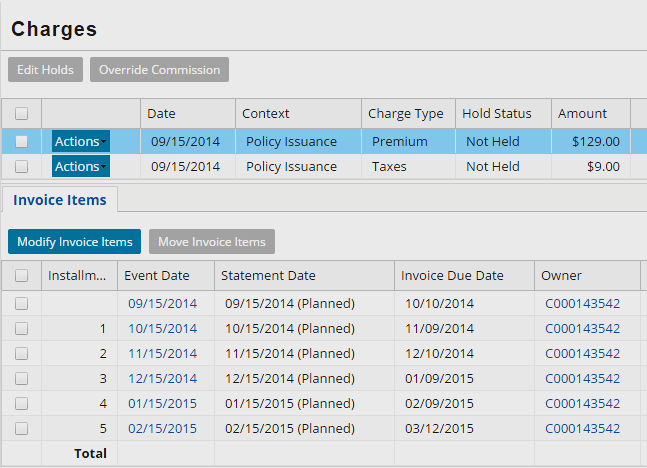 Charges
Edit Holds Override Commission
Date Context Charge Type Hold Status Amount
Actions 09/15/2014 Policy Issuance Premium Not Held $129.00
Actions 09/15/2014 Policy Issuance Taxes Not Held $9.00
Invoice Items
Modify Invoice Items Move Invoice Items
Installm... Event Date Statement Date Invoice Due Date Owner
09/15/2014 09/15/2014 (Planned) 10/10/2014 C000143542
1 10/15/2014 10/15/2014 (Planned) 11/09/2014 C000143542
2 11/15/2014 11/15/2014 (Planned) 12/10/2014 C000143542
3 12/15/2014 12/15/2014 (Planned) 01/09/2015 C000143542
4 01/15/2015 01/15/2015 (Planned) 02/09/2015 C000143542
5 02/15/2015 02/15/2015 (Planned) 03/12/2015 C000143542
Total